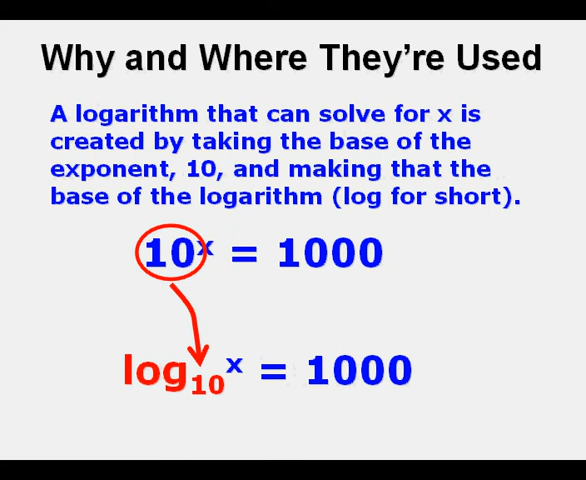 Why and Where They're Used
A logarithm that can solve for x is
created by taking the base of the
exponent, 10, and making that the
base of the logarithm (log for short).
10ˣ = 1000
log₁₀ˣ = 1000